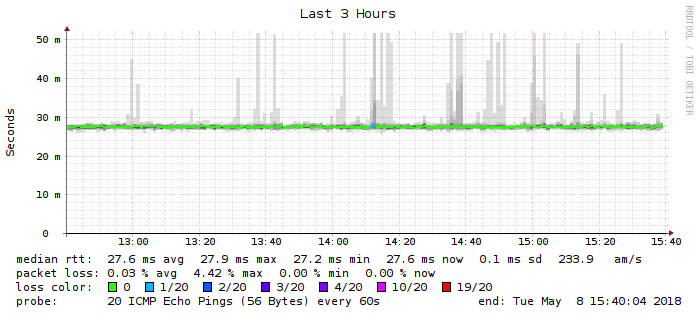 Last 3 Hours
RRDTOOL / TOBI OETIKER
Seconds
50 m
40 m
30 m
20 m
10 m
0
13:00 13:20 13:40 14:00 14:20 14:40 15:00 15:20 15:40
median rtt: 27.6 ms avg 27.9 ms max 27.2 ms min 27.6 ms now 0.1 ms sd 233.9 am/s
packet loss: 0.03 % avg 4.42 % max 0.00 % min 0.00 % now
loss color: 0 1/20 2/20 3/20 4/20 10/20 19/20
probe: 20 ICMP Echo Pings (56 Bytes) every 60s end: Tue May 8 15:40:04 2018